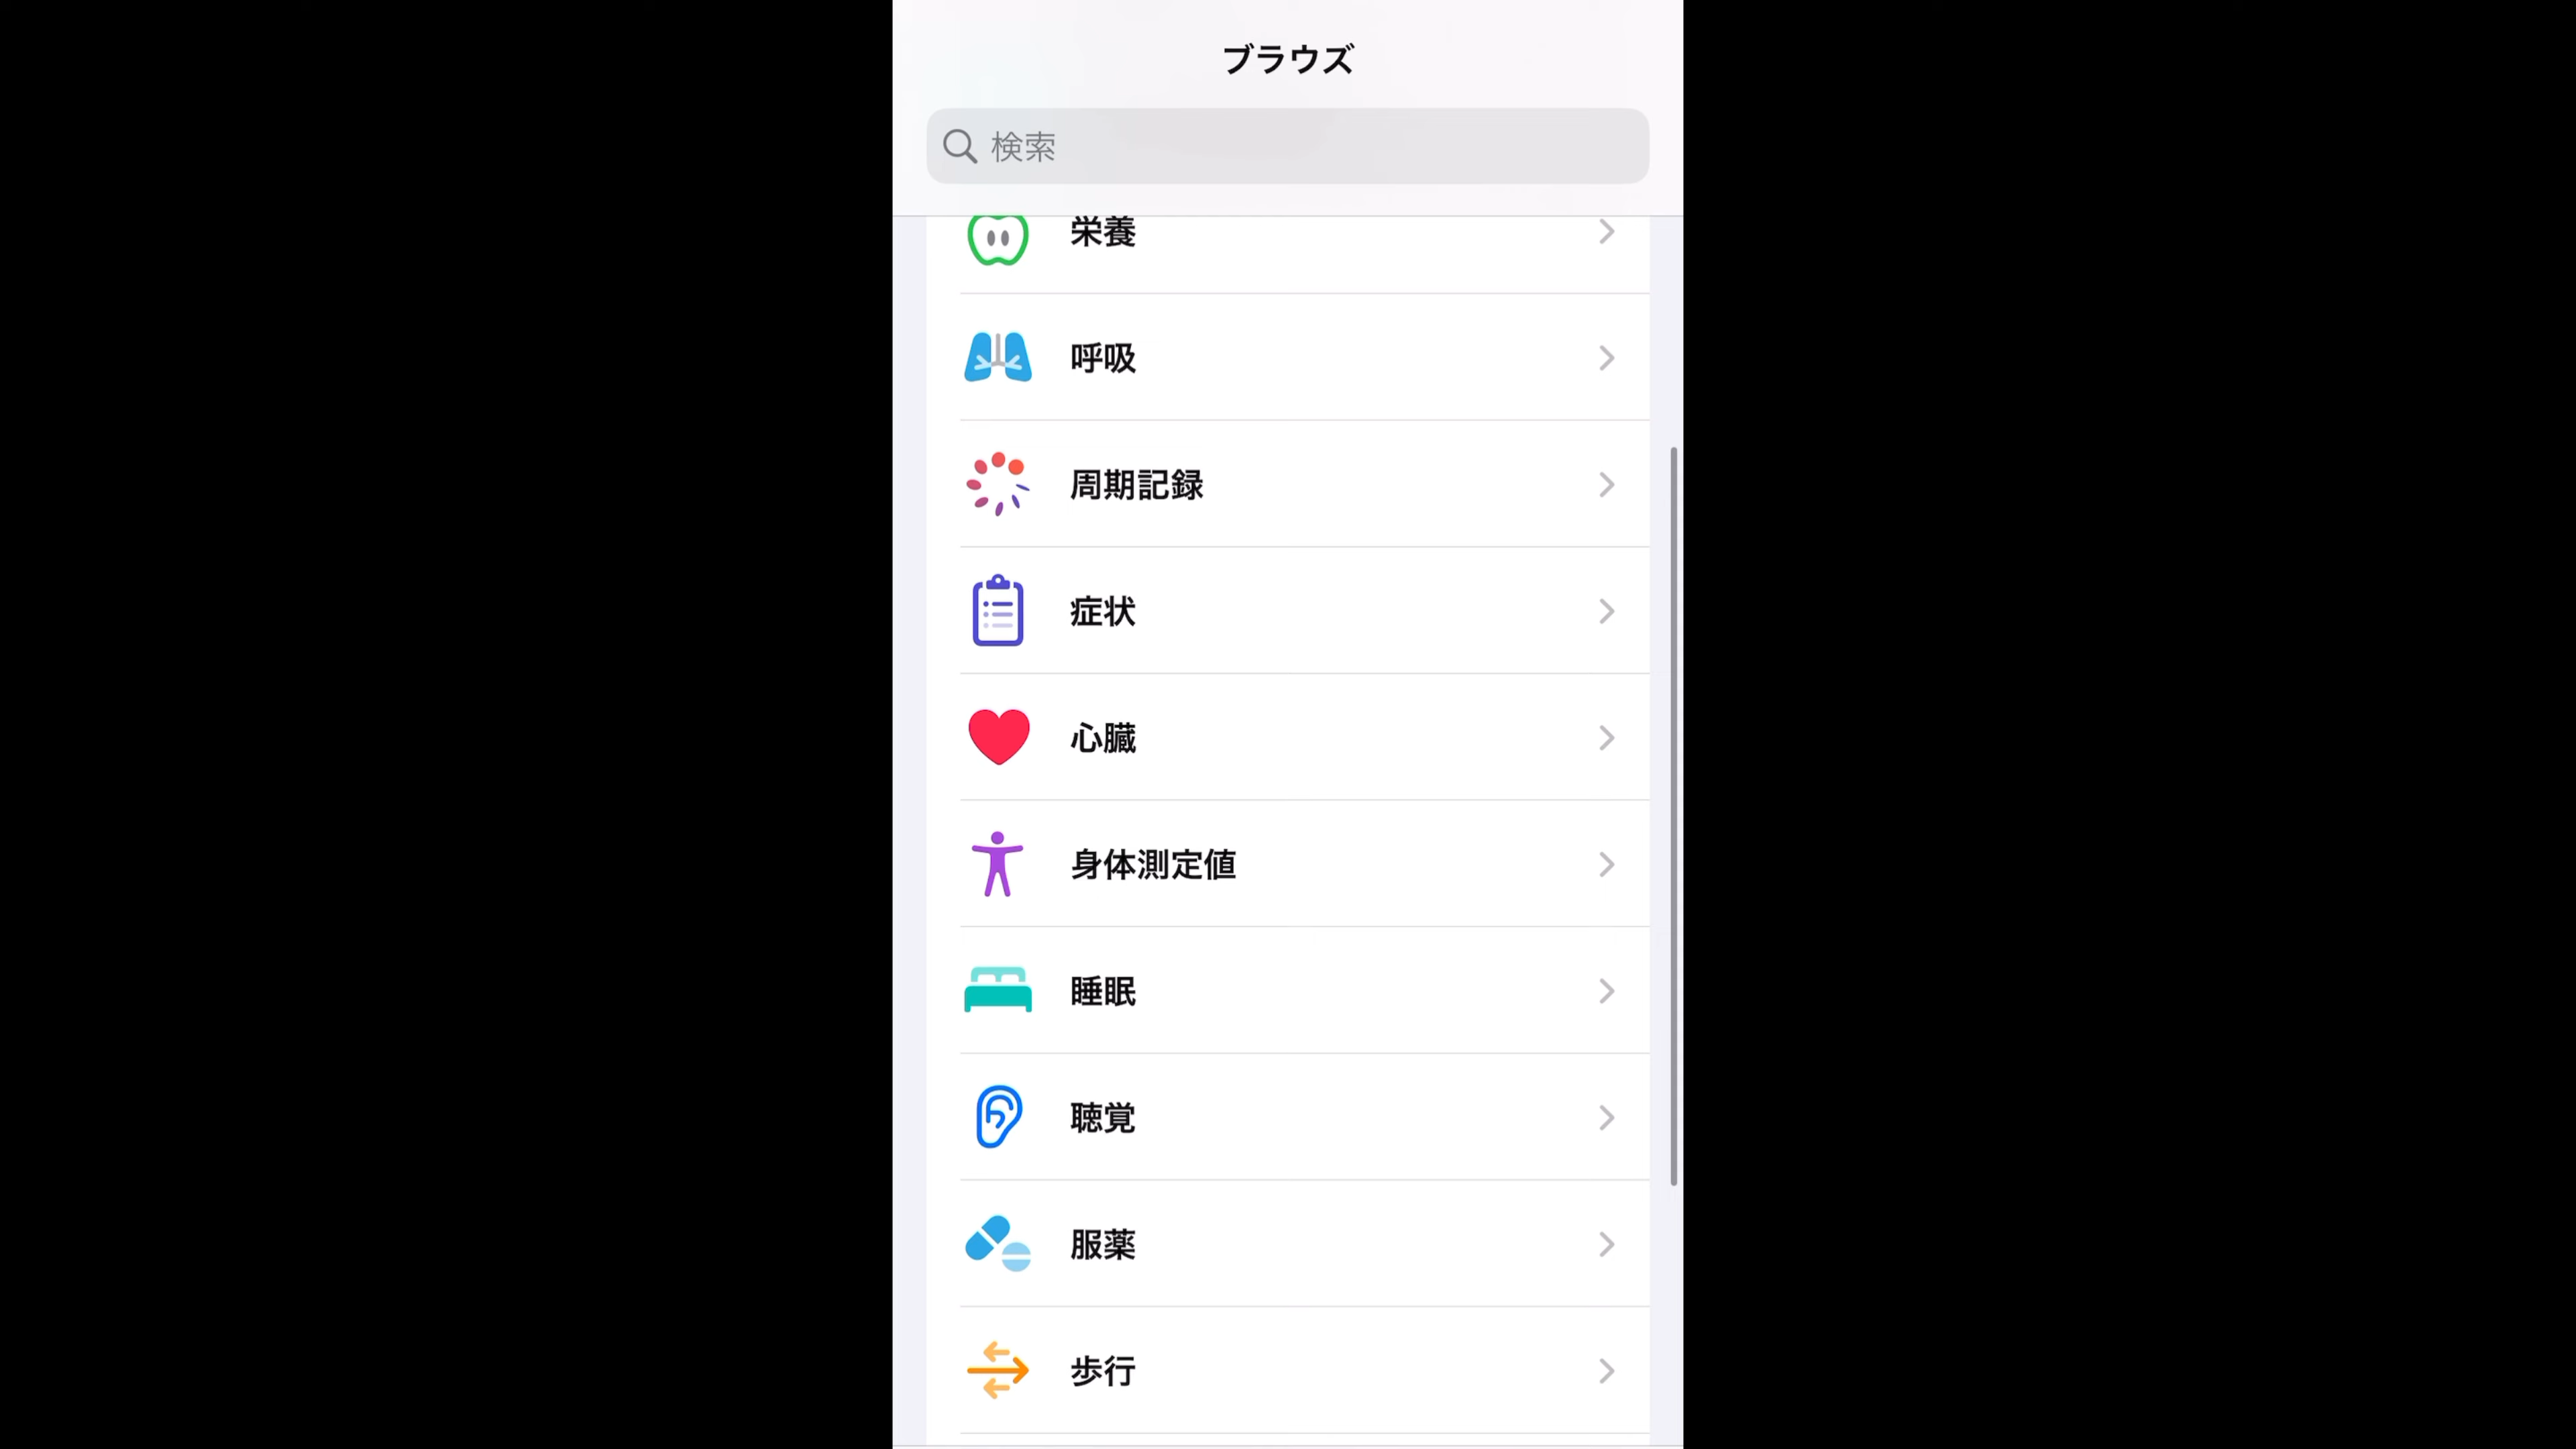 ブラウズ
検索
栄養
呼吸
周期記録
症状
心臓
身体測定値
睡眠
聴覚
服薬
歩行